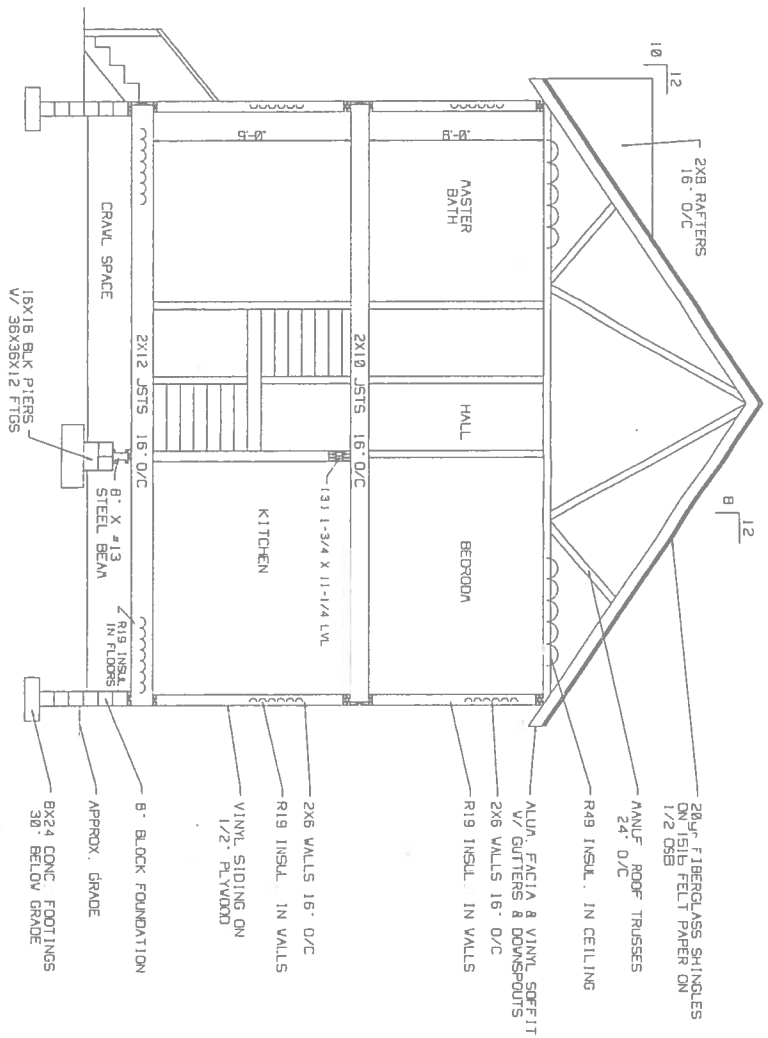 12
10
2X8 RAFTERS
16" O/C
12
8
20yr FIBERGLASS SHINGLES
ON 15Lb FELT PAPER ON
1/2 OSB
MANUF ROOF TRUSSES
24" O/C
R49 INSUL. IN CEILING
ALUM. FACIA & VINYL SOFFIT
W/ GUTTERS & DOWNSPOUTS
2X6 WALLS 16" O/C
R19 INSUL. IN WALLS
8'-0"
MASTER
BATH
HALL
BEDROOM
2X10 JSTS 16" O/C
9'-0"
(3) 1-3/4 X 11-1/4 LVL
KITCHEN
2X6 WALLS 16" O/C
R19 INSUL. IN WALLS
VINYL SIDING ON
1/2" PLYWOOD
2X12 JSTS 16" O/C
R19 INSUL
IN FLOORS
CRAWL SPACE
8" X #13
STEEL BEAM
16X16 BLK PIERS
W/ 36X36X12 FTGS
8" BLOCK FOUNDATION
APPROX. GRADE
8X24 CONC. FOOTINGS
30" BELOW GRADE